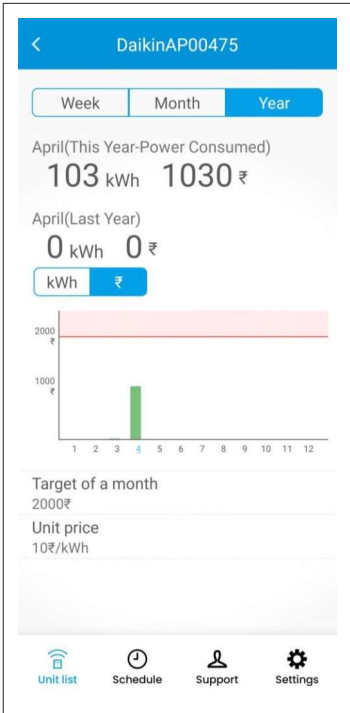 DaikinAP00475
Week Month Year
April(This Year-Power Consumed)
103 kWh 1030 ₹
April(Last Year)
0 kWh 0 ₹
kWh ₹
2000
₹
1000
₹
1 2 3 4 5 6 7 8 9 10 11 12
Target of a month
2000₹
Unit price
10₹/kWh
Unit list Schedule Support Settings